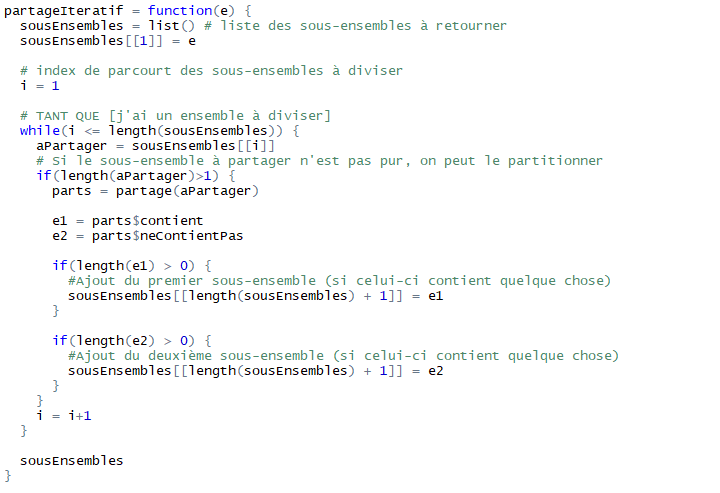 partageIteratif = function(e) {
  sousEnsembles = list() # liste des sous-ensembles à retourner
  sousEnsembles[[1]] = e

  # index de parcourt des sous-ensembles à diviser
  i = 1

  # TANT QUE [j'ai un ensemble à diviser]
  while(i <= length(sousEnsembles)) {
    aPartager = sousEnsembles[[i]]
    # Si le sous-ensemble à partager n'est pas pur, on peut le partitionner
    if(length(aPartager)>1) {
      parts = partage(aPartager)

      e1 = parts$contient
      e2 = parts$neContientPas

      if(length(e1) > 0) {
        #Ajout du premier sous-ensemble (si celui-ci contient quelque chose)
        sousEnsembles[[length(sousEnsembles) + 1]] = e1
      }

      if(length(e2) > 0) {
        #Ajout du deuxième sous-ensemble (si celui-ci contient quelque chose)
        sousEnsembles[[length(sousEnsembles) + 1]] = e2
      }
    }
    i = i+1
  }

  sousEnsembles
}